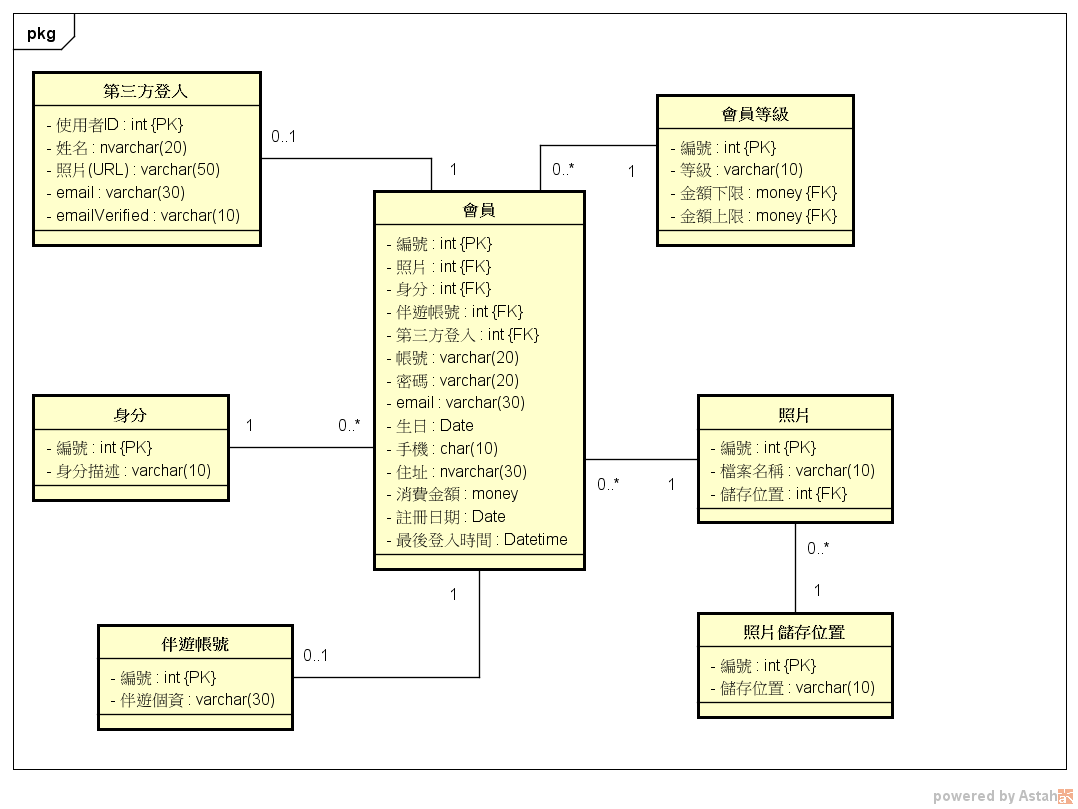 pkg
第三方登入
- 使用者ID : int {PK}
- 姓名 : nvarchar(20)
- 照片(URL) : varchar(50)
- email : varchar(30)
- emailVerified : varchar(10)
0..1
1
會員等級
- 編號 : int {PK}
- 等級 : varchar(10)
- 金額下限 : money {FK}
- 金額上限 : money {FK}
0..*
1
會員
- 編號 : int {PK}
- 照片 : int {FK}
- 身分 : int {FK}
- 伴遊帳號 : int {FK}
- 第三方登入 : int {FK}
- 帳號 : varchar(20)
- 密碼 : varchar(20)
- email : varchar(30)
- 生日 : Date
- 手機 : char(10)
- 住址 : nvarchar(30)
- 消費金額 : money
- 註冊日期 : Date
- 最後登入時間 : Datetime
身分
- 編號 : int {PK}
- 身分描述 : varchar(10)
1
0..*
照片
- 編號 : int {PK}
- 檔案名稱 : varchar(10)
- 儲存位置 : int {FK}
0..*
1
0..*
1
伴遊帳號
- 編號 : int {PK}
- 伴遊個資 : varchar(30)
1
0..1
照片儲存位置
- 編號 : int {PK}
- 儲存位置 : varchar(10)
powered by Astah